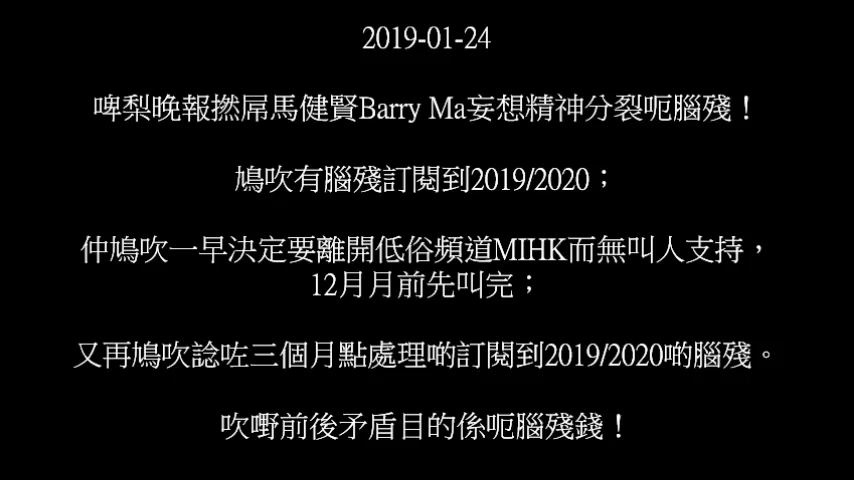 2019-01-24
啤梨晚報撚屌馬健賢Barry Ma妄想精神分裂呃腦殘！
鳩吹有腦殘訂閱到2019/2020；
仲鳩吹一早決定要離開低俗頻道MIHK而無叫人支持，
12月月前先叫完；
又再鳩吹諗咗三個月點處理啲訂閱到2019/2020啲腦殘。
吹嘢前後矛盾目的係呃腦殘錢！